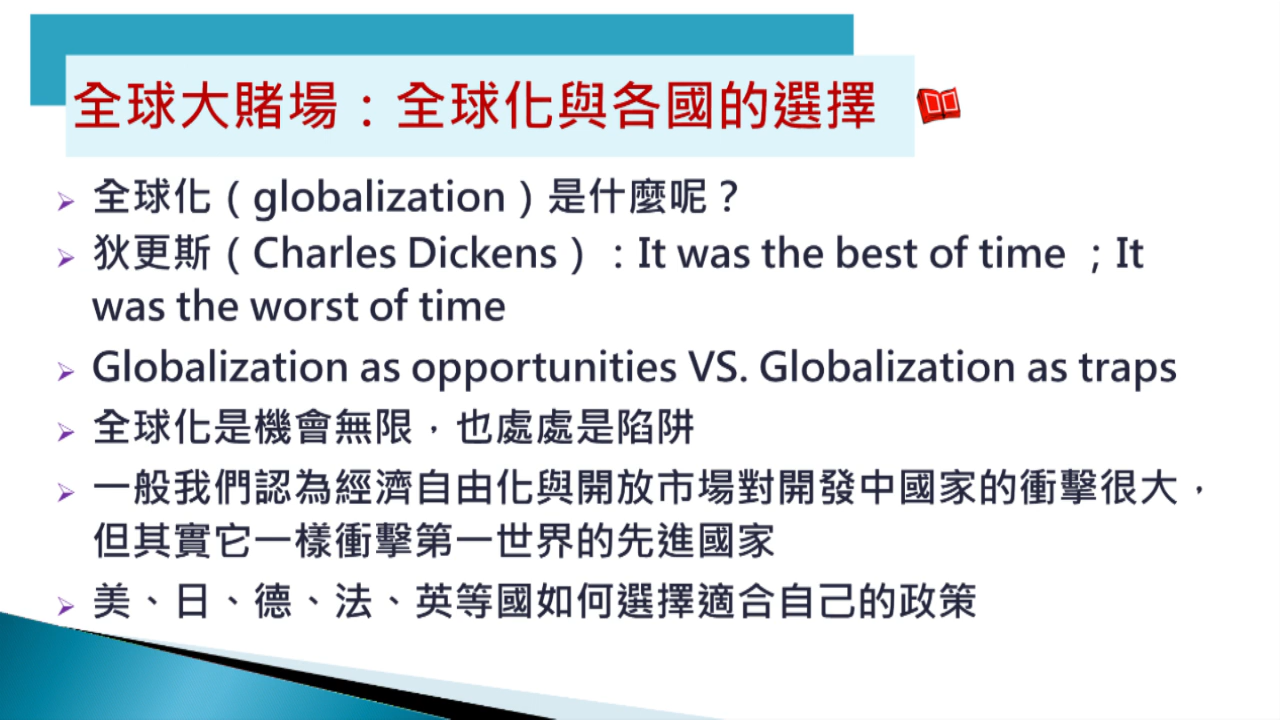 全球大賭場：全球化與各國的選擇
全球化（globalization）是什麼呢？
狄更斯（Charles Dickens）：It was the best of time ；It
was the worst of time
Globalization as opportunities VS. Globalization as traps
全球化是機會無限，也處處是陷阱
一般我們認為經濟自由化與開放市場對開發中國家的衝擊很大，
但其實它一樣衝擊第一世界的先進國家
美、日、德、法、英等國如何選擇適合自己的政策